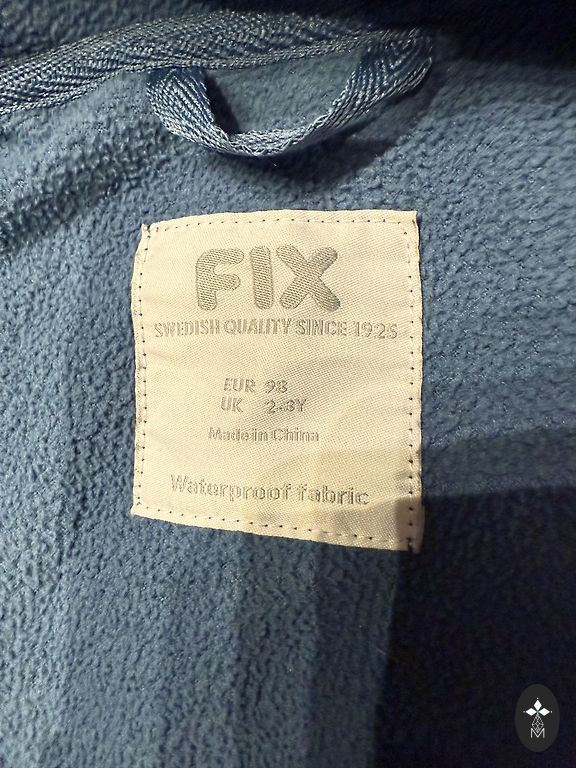 FIX
SWEDISH QUALITY SINCE 1925
EUR 98
UK 2-3Y
Made in China
Waterproof fabric